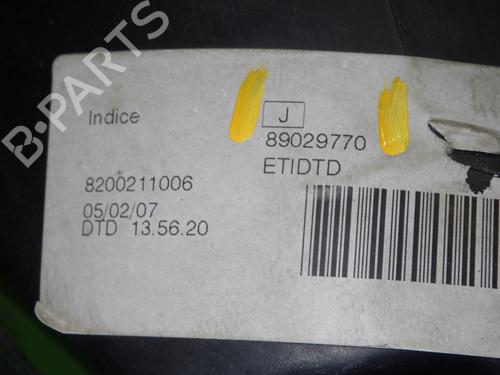 Indice
J
89029770
ETIDTD
8200211006
05/02/07
DTD 13.56.20
B-PARTS